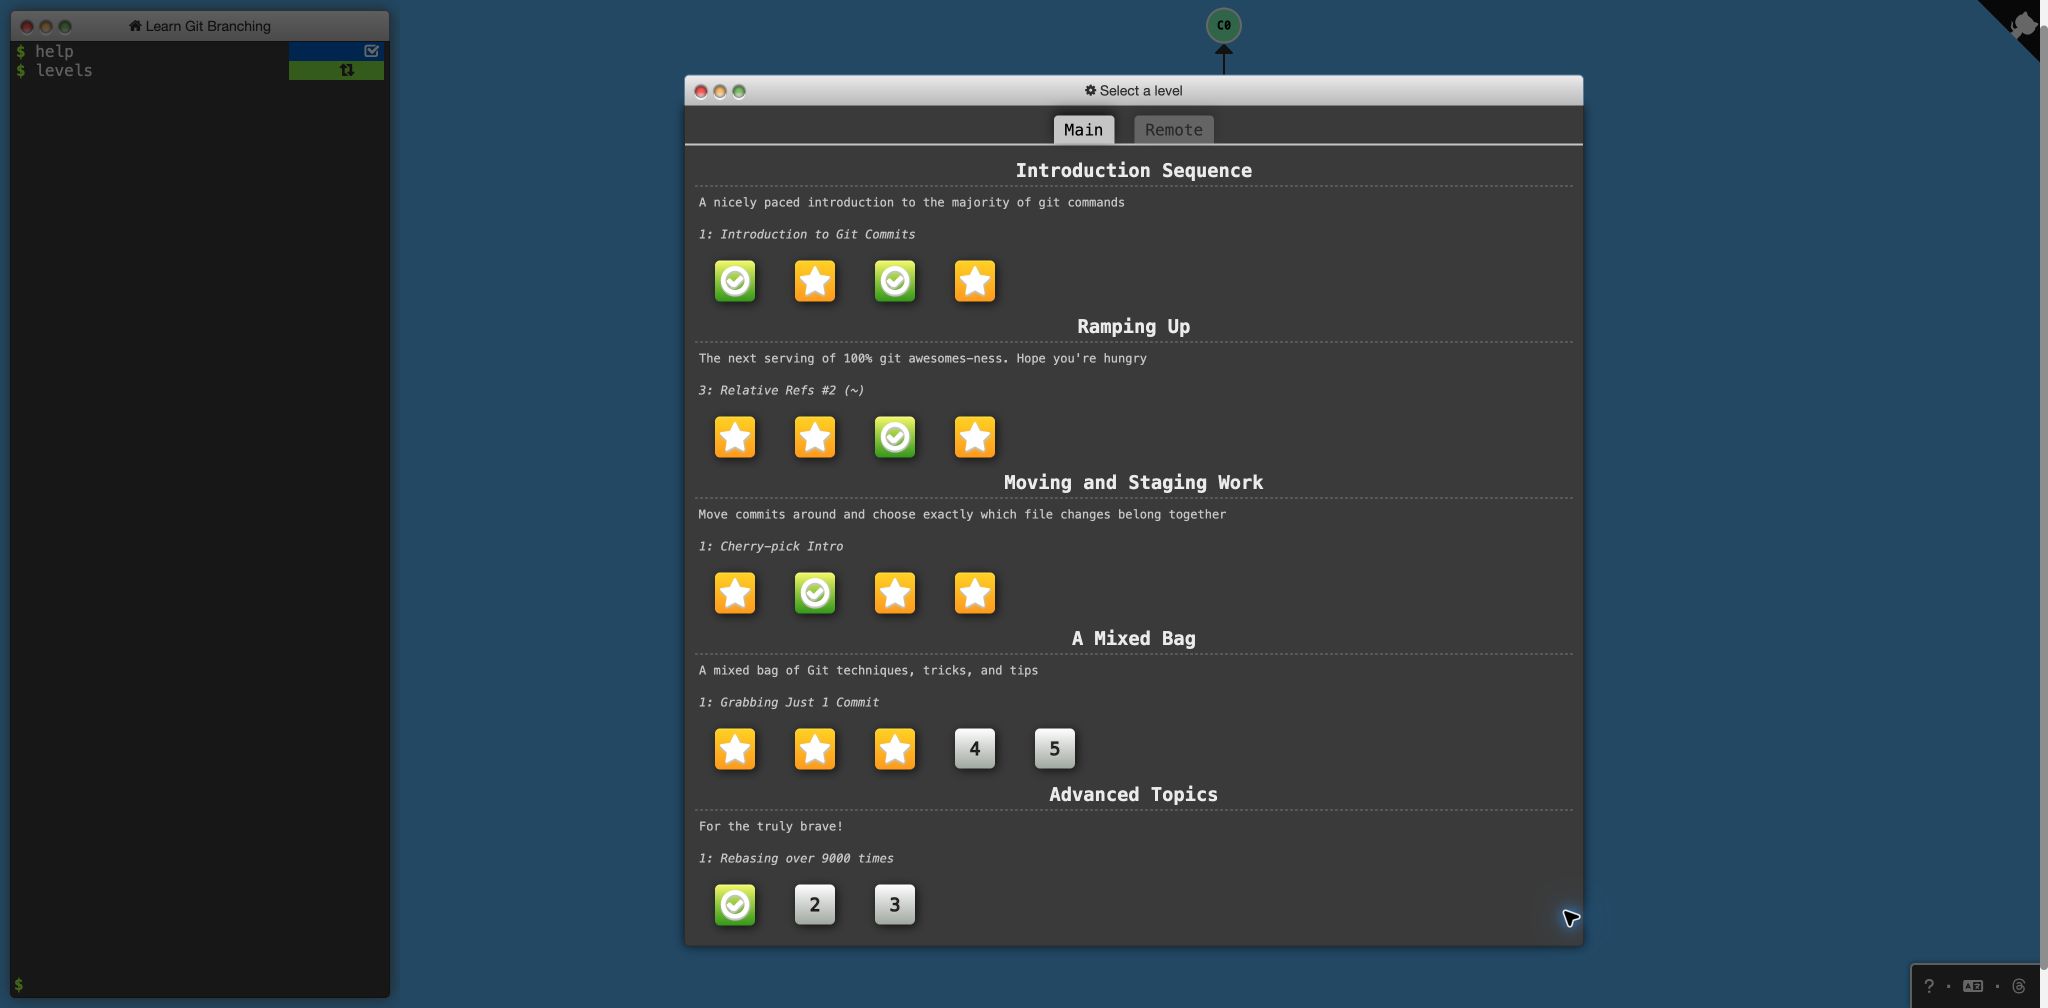 Learn Git Branching
$ help
$ levels
$
C0
Select a level
Main
Remote
Introduction Sequence
A nicely paced introduction to the majority of git commands
1: Introduction to Git Commits
Ramping Up
The next serving of 100% git awesomes-ness. Hope you're hungry
3: Relative Refs #2 (~)
Moving and Staging Work
Move commits around and choose exactly which file changes belong together
1: Cherry-pick Intro
A Mixed Bag
A mixed bag of Git techniques, tricks, and tips
1: Grabbing Just 1 Commit
4 5
Advanced Topics
For the truly brave!
1: Rebasing over 9000 times
2 3
? · ·